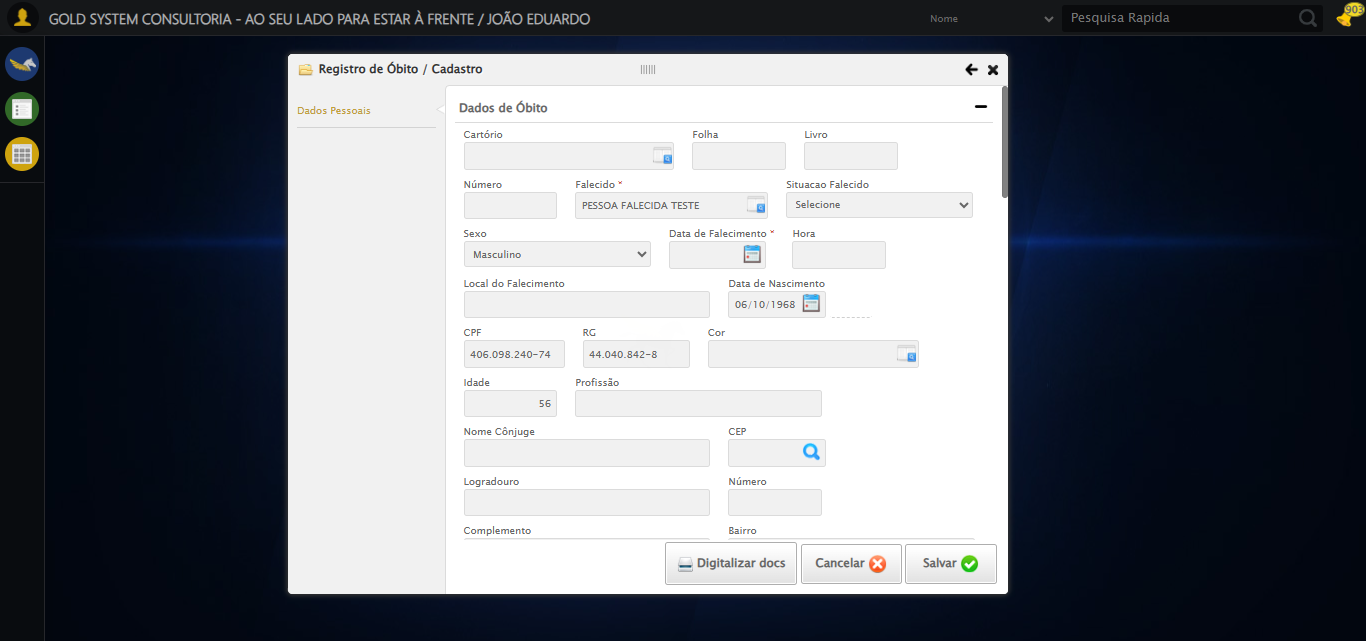 GOLD SYSTEM CONSULTORIA - AO SEU LADO PARA ESTAR À FRENTE / JOÃO EDUARDO
Nome
Pesquisa Rapida
903
Registro de Óbito / Cadastro
Dados Pessoais
Dados de Óbito
Cartório Folha Livro
Número Falecido * Situacao Falecido
PESSOA FALECIDA TESTE Selecione
Sexo Data de Falecimento * Hora
Masculino
Local do Falecimento Data de Nascimento
06/10/1968
CPF RG Cor
406.098.240-74 44.040.842-8
Idade Profissão
56
Nome Cônjuge CEP
Logradouro Número
Complemento Bairro
Digitalizar docs Cancelar Salvar